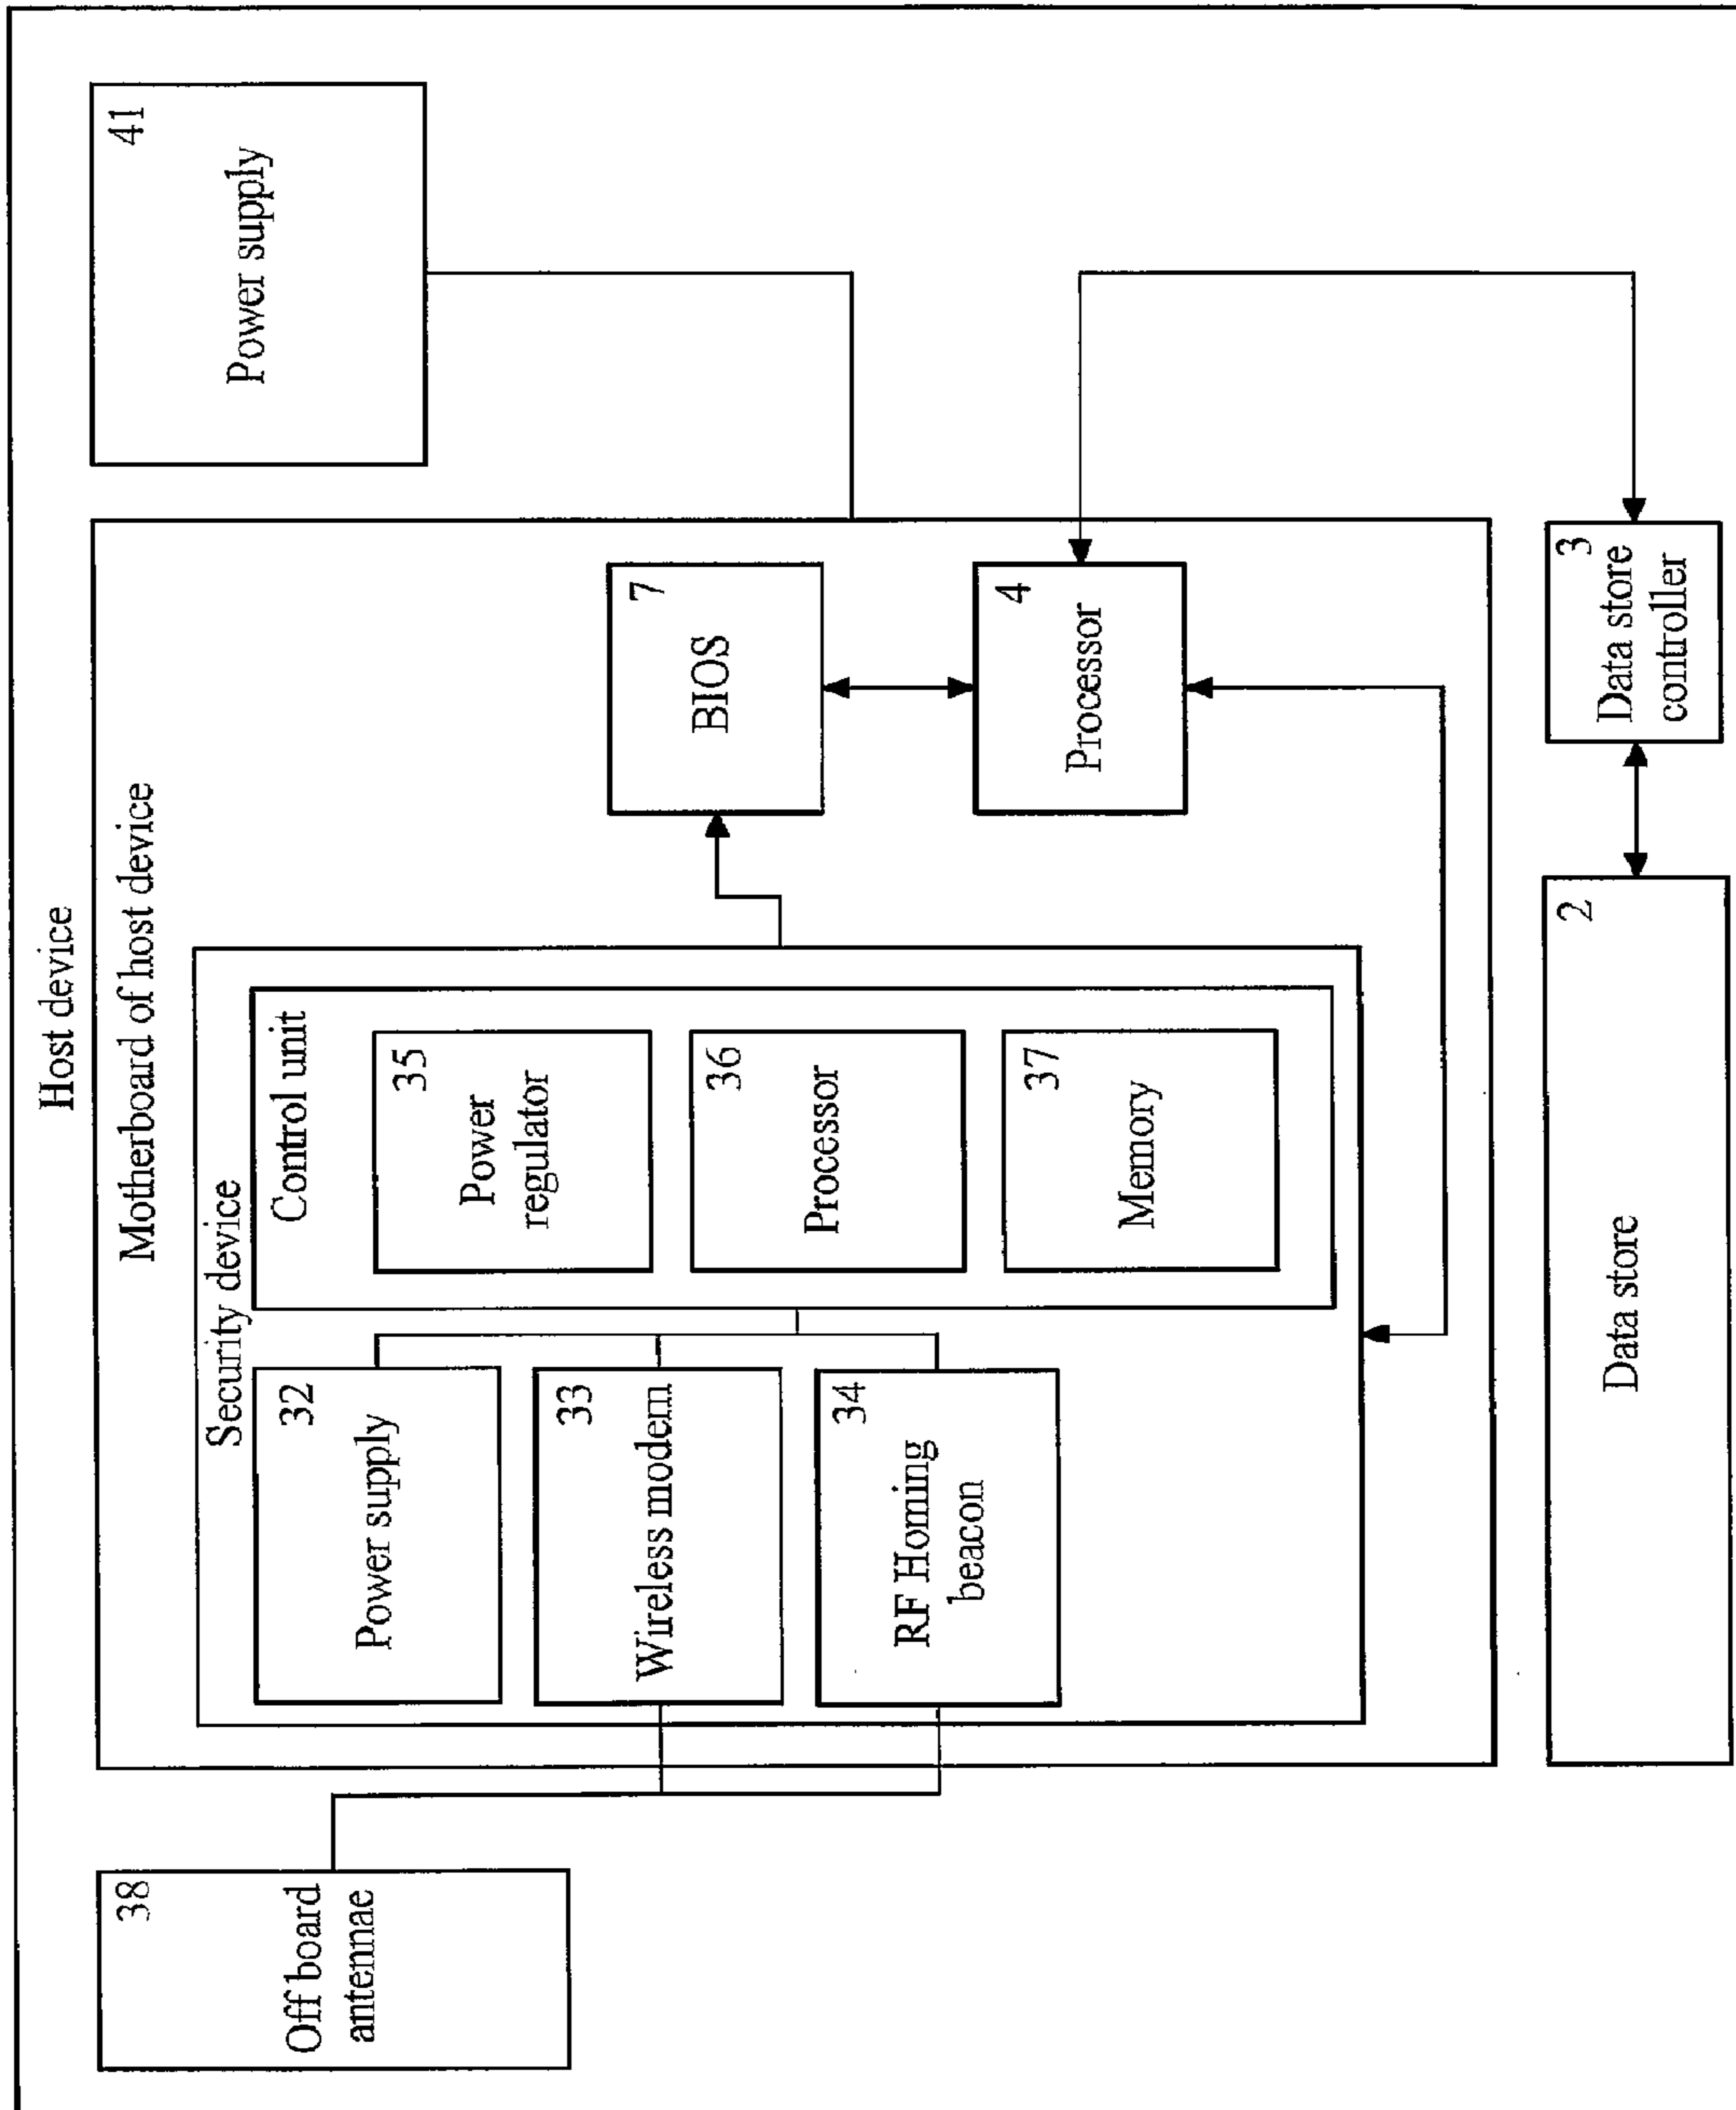 Host device
Motherboard of host device
Security device
Control unit
38
Off board
antennae
32
Power supply
33
Wireless modem
34
RF Homing
beacon
35
Power
regulator
36
Processor
37
Memory
7
BIOS
4
Processor
41
Power supply
2
Data store
3
Data store
controller